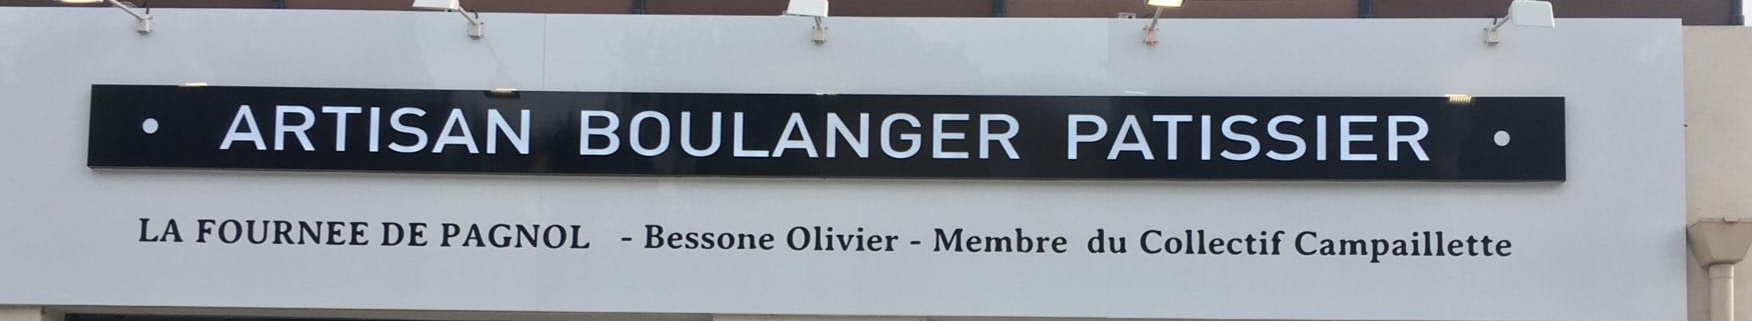 • ARTISAN BOULANGER PATISSIER •
LA FOURNEE DE PAGNOL - Bessone Olivier - Membre du Collectif Campaillette